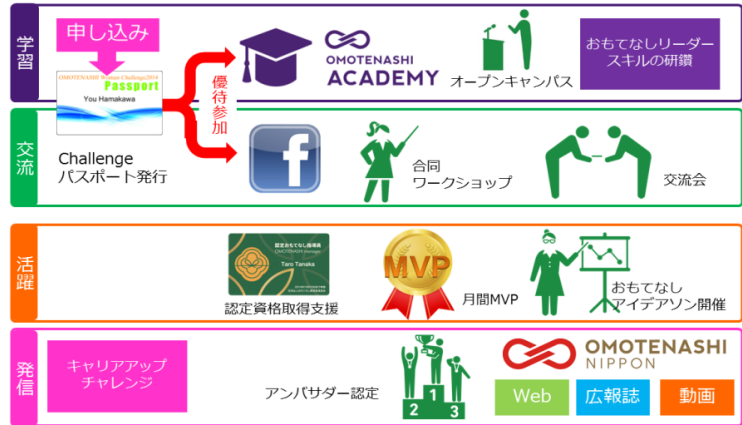 学習
申し込み
OMOTENASHI Woman Challenge2014
Passport
You Hamakawa
Challenge
パスポート発行
優待参加
OMOTENASHI
ACADEMY
オープンキャンパス
おもてなしリーダー
スキルの研鑽
交流
f
合同
ワークショップ
交流会
活躍
認定おもてなし指導員
Taro Tanaka
認定資格取得支援
MVP
月間MVP
おもてなし
アイデアソン開催
発信
キャリアアップ
チャレンジ
アンバサダー認定
1
2
3
OMOTENASHI
NIPPON
Web
広報誌
動画